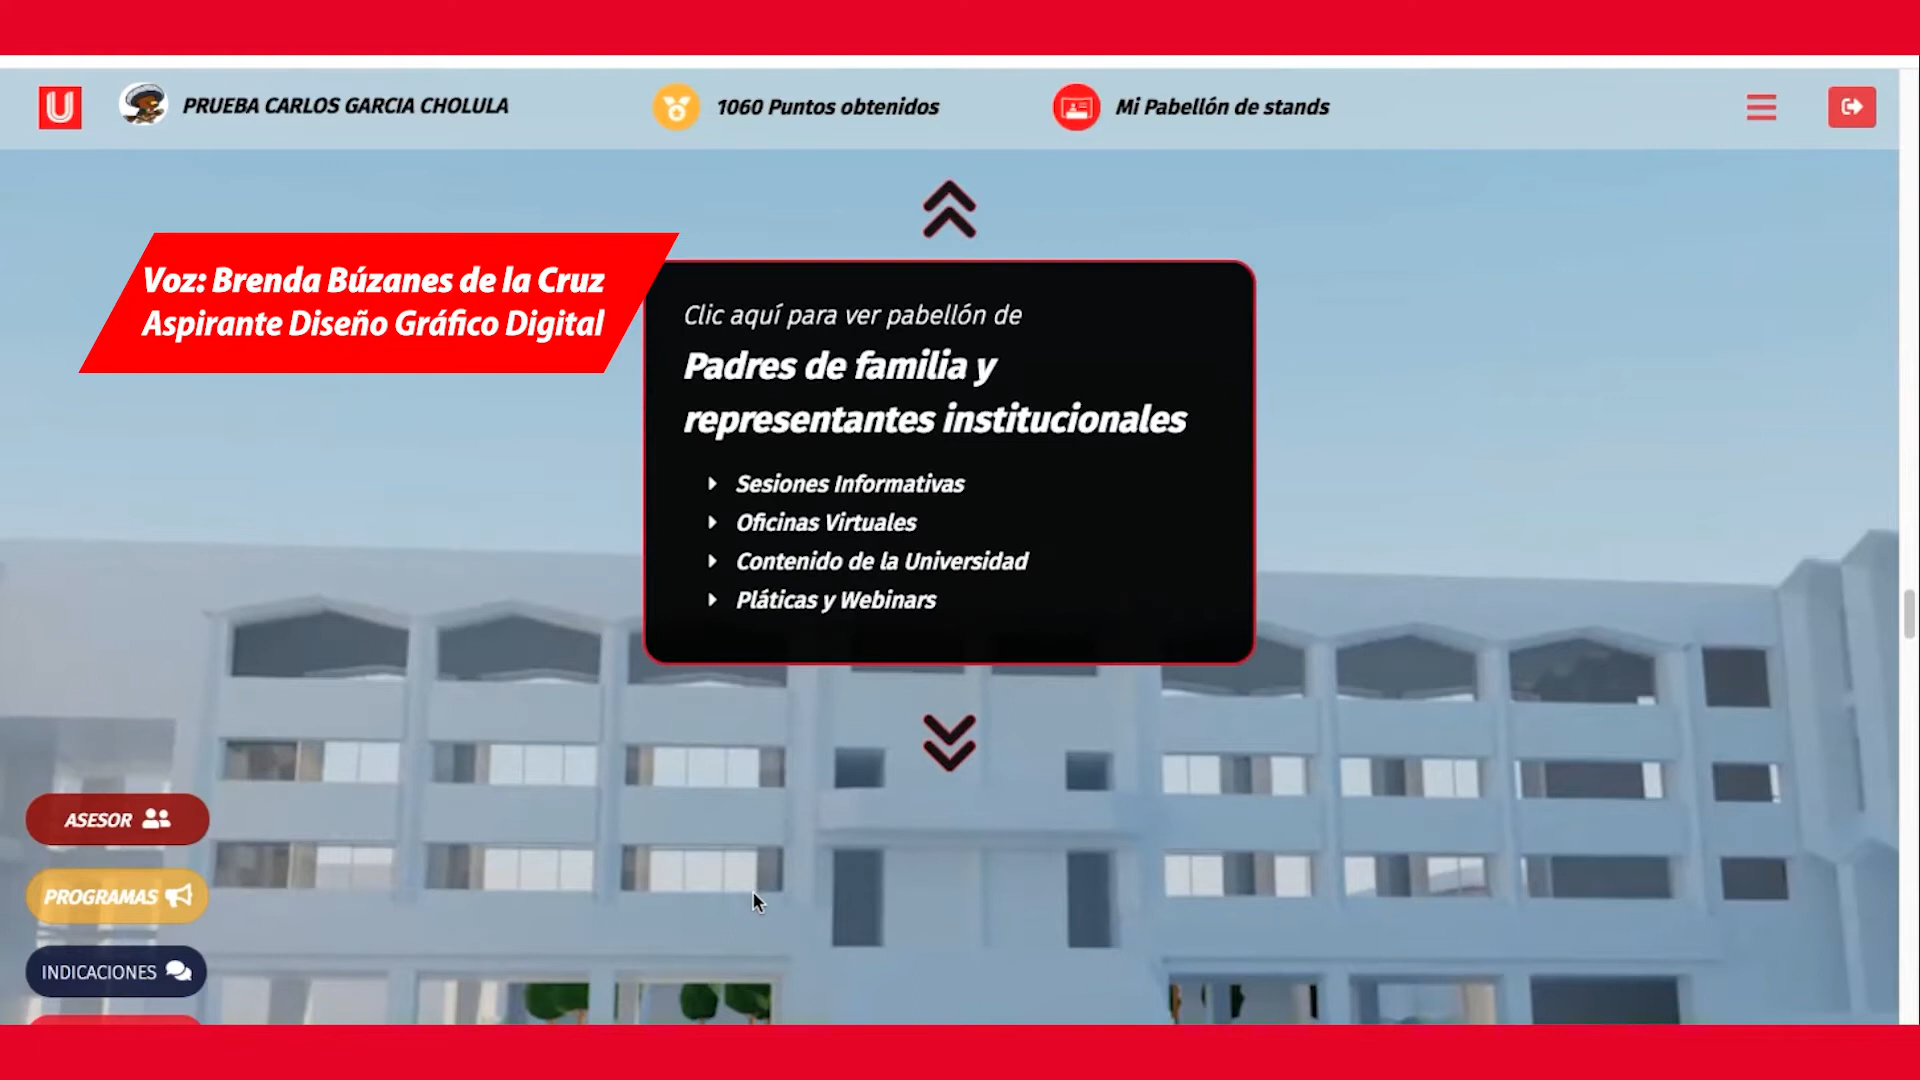 U
PRUEBA CARLOS GARCIA CHOLULA
1060 Puntos obtenidos
Mi Pabellón de stands
Voz: Brenda Búzanes de la Cruz
Aspirante Diseño Gráfico Digital
Clic aquí para ver pabellón de
Padres de familia y
representantes institucionales
Sesiones Informativas
Oficinas Virtuales
Contenido de la Universidad
Pláticas y Webinars
ASESOR
PROGRAMAS
INDICACIONES